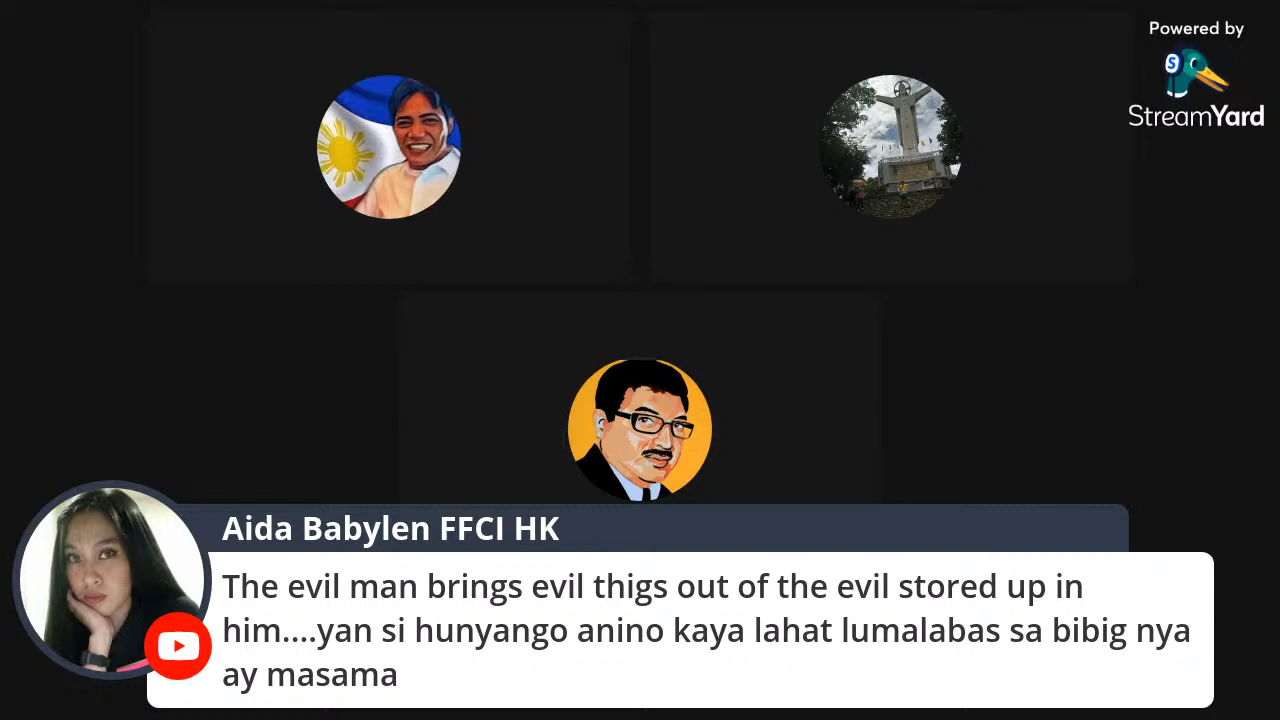 Powered by
S
StreamYard
Aida Babylen FFCI HK
The evil man brings evil thigs out of the evil stored up in
him....yan si hunyango anino kaya lahat lumalabas sa bibig nya
ay masama